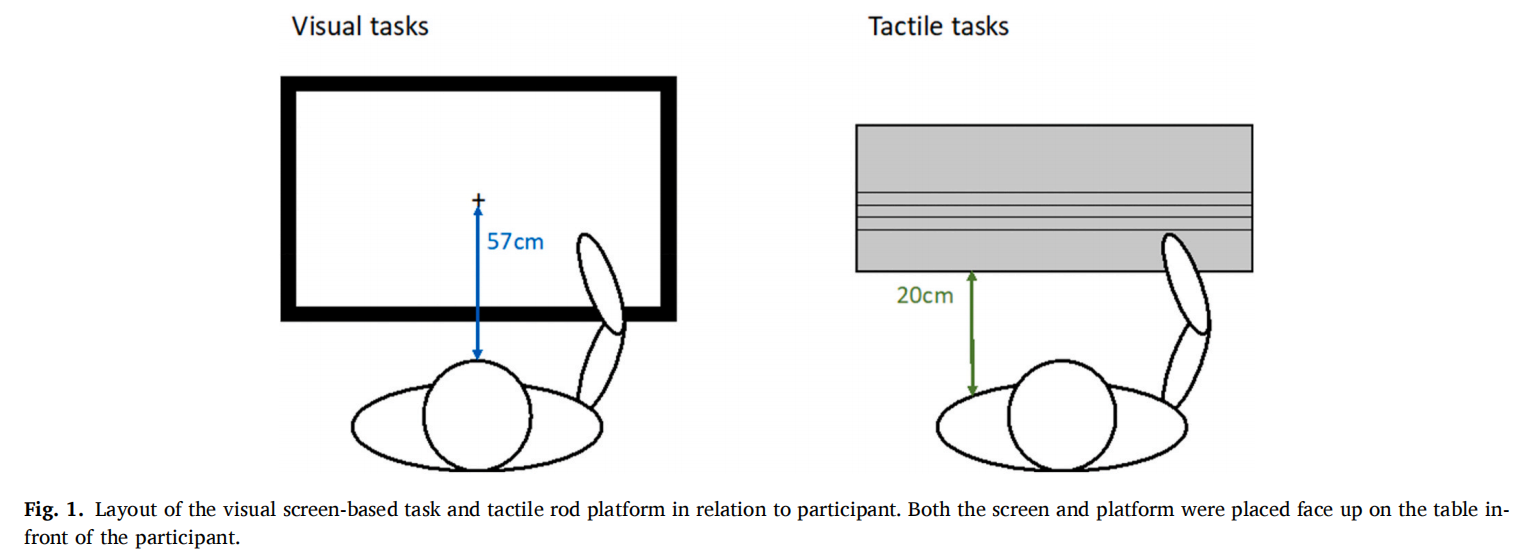 Visual tasks
Tactile tasks
57cm
20cm
Fig. 1. Layout of the visual screen-based task and tactile rod platform in relation to participant. Both the screen and platform were placed face up on the table in-
front of the participant.